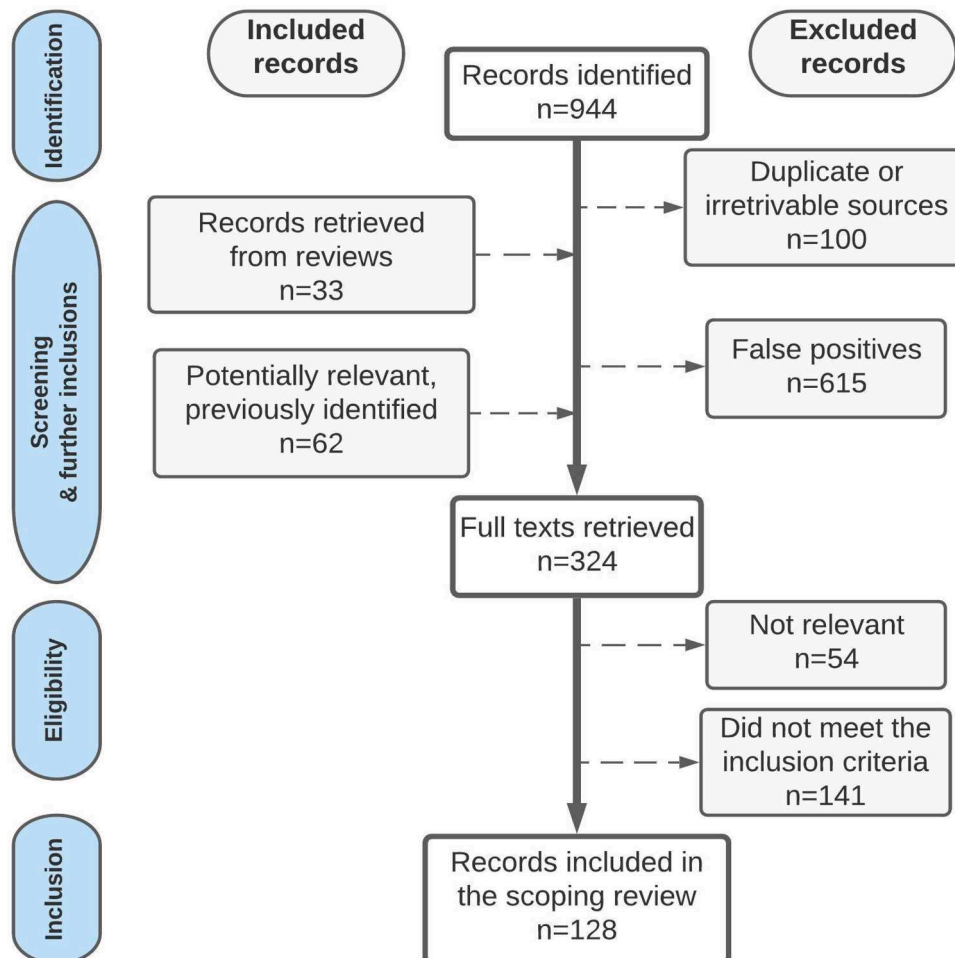 Identification
Included
records
Records identified
n=944
Excluded
records
Screening
& further inclusions
Duplicate or
irretrivable sources
n=100
Records retrieved
from reviews
n=33
False positives
n=615
Potentially relevant,
previously identified
n=62
Full texts retrieved
n=324
Eligibility
Not relevant
n=54
Did not meet the
inclusion criteria
n=141
Inclusion
Records included in
the scoping review
n=128